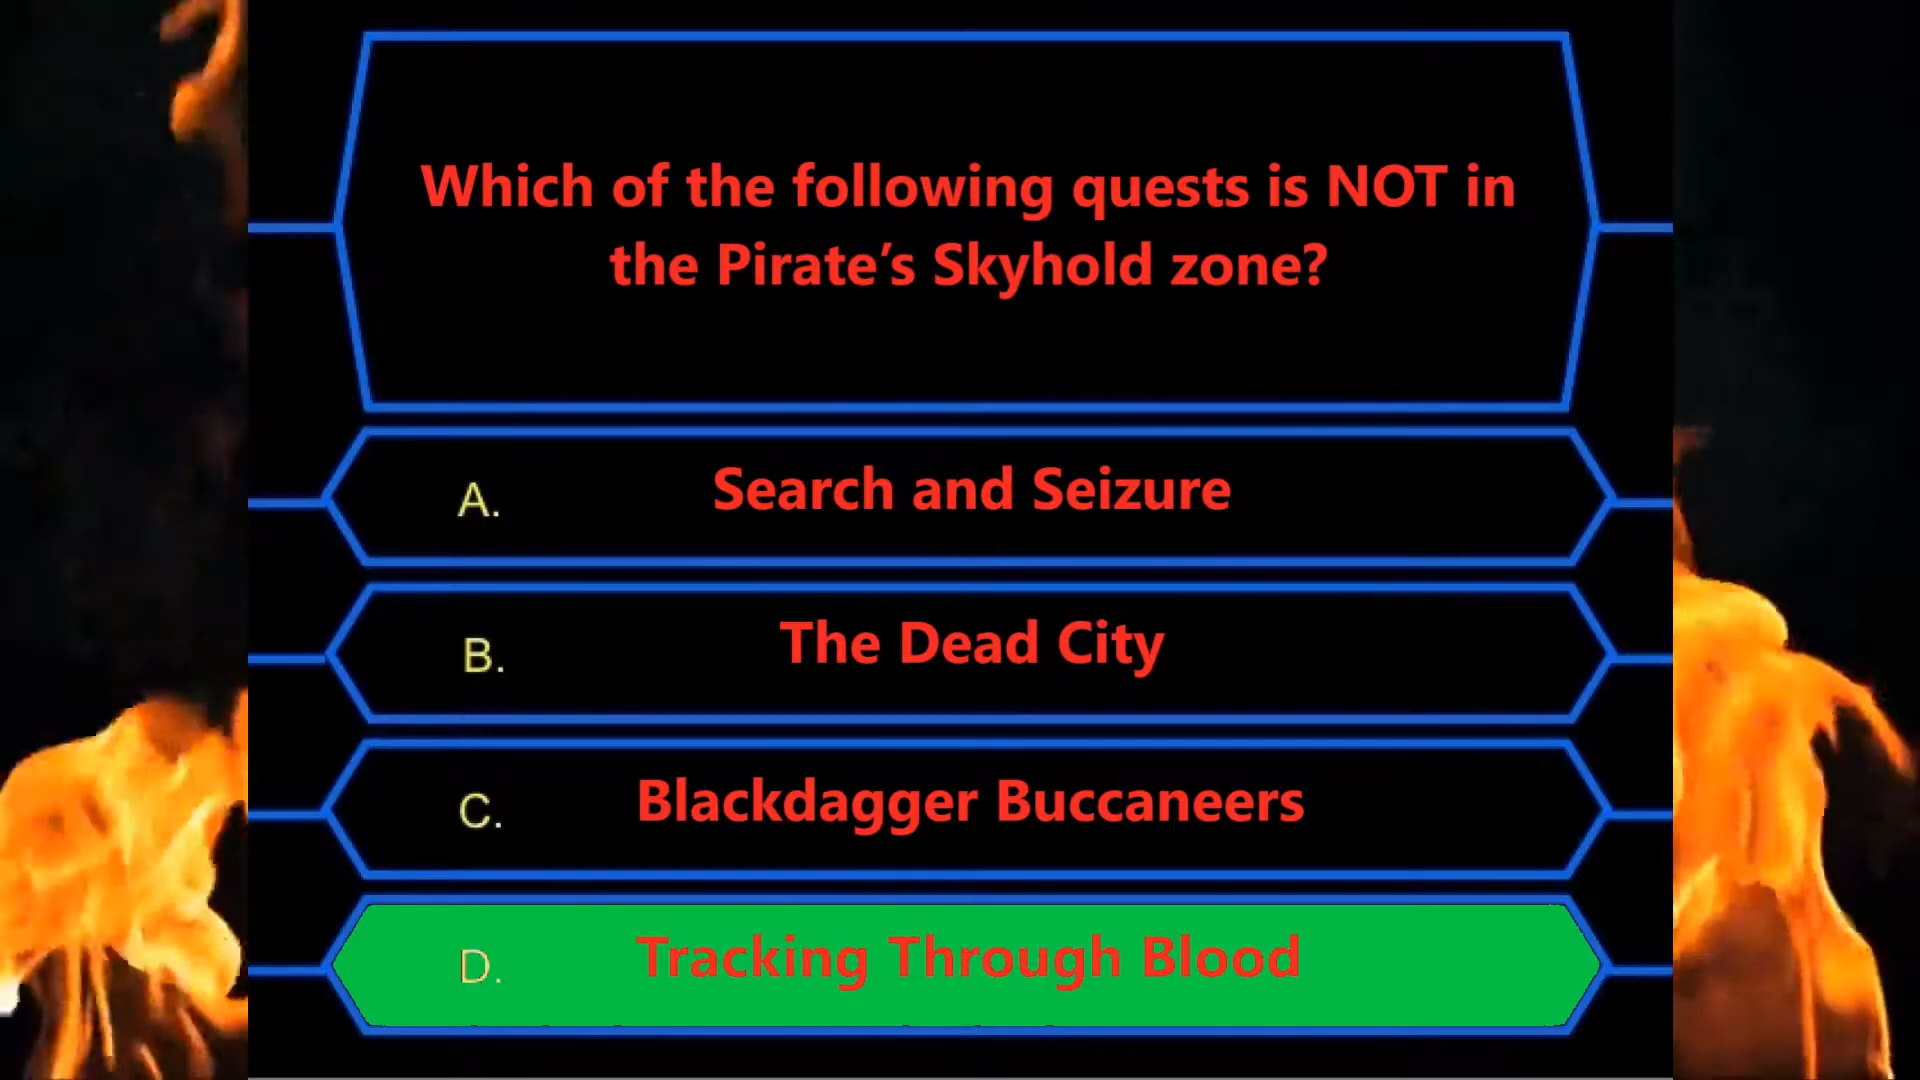 Which of the following quests is NOT in
the Pirate’s Skyhold zone?
A. Search and Seizure
B. The Dead City
C. Blackdagger Buccaneers
D. Tracking Through Blood